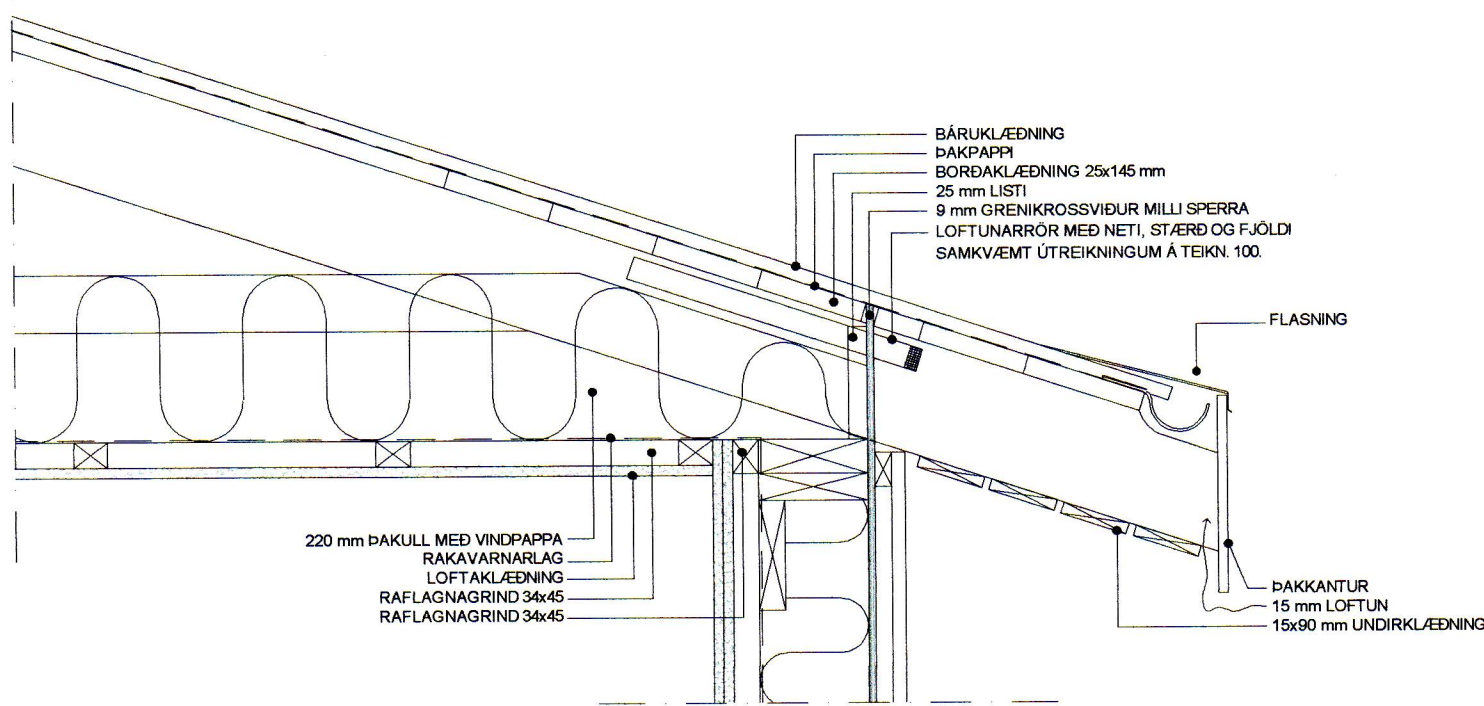 BÁRUKLÆÐNING
ÞAKPAPPI
BORÐAKLÆÐNING 25x145 mm
25 mm LISTI
9 mm GRENIKROSSVIÐUR MILLI SPERRA
LOFTUNARRÖR MEÐ NETI, STÆRÐ OG FJÖLDI
SAMKVÆMT ÚTREIKNINGUM Á TEIKN. 100.
FLASNING
220 mm ÞAKULL MEÐ VINDPAPPA
RAKAVARNARLAG
LOFTAKLÆÐNING
RAFLAGNAGRIND 34x45
RAFLAGNAGRIND 34x45
ÞAKKANTUR
15 mm LOFTUN
15x90 mm UNDIRKLÆÐNING